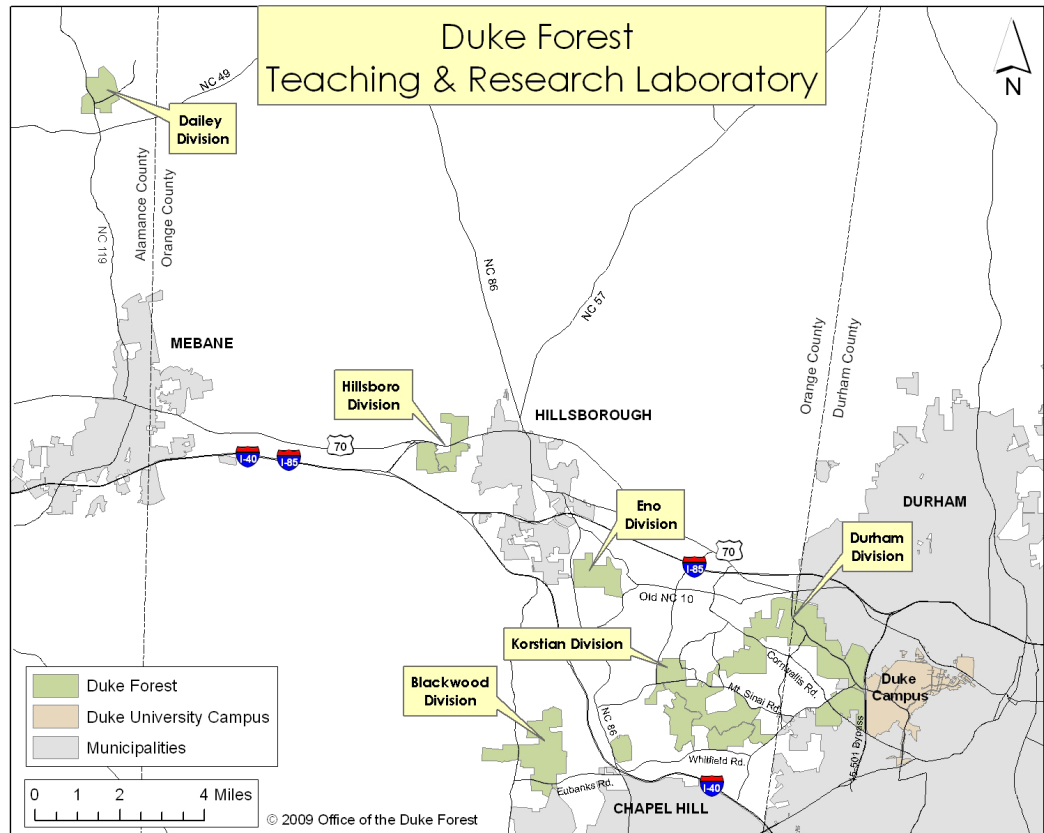 Duke Forest
Teaching & Research Laboratory
N
NC 49
Dailey
Division
Alamance County
Orange County
NC 119
NC 86
NC 57
Orange County
Durham County
MEBANE
Hillsboro
Division
HILLSBOROUGH
70
I-40
I-85
Eno
Division
DURHAM
Durham
Division
70
I-85
Old NC 10
Korstian Division
Cornwallis Rd.
Blackwood
Division
Mt. Sinai Rd.
Duke
Campus
NC 86
15-501 Bypass
Whitfield Rd.
Eubanks Rd.
I-40
CHAPEL HILL
Duke Forest
Duke University Campus
Municipalities
0 1 2 4 Miles
© 2009 Office of the Duke Forest